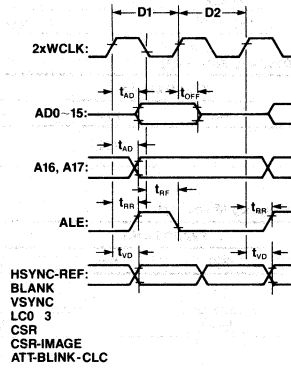 D1 D2
2xWCLK:
tAD tOFF
AD0~15:
tAD
A16, A17:
tRF
tRR tRR
ALE:
tVD tVD
HSYNC-REF:
BLANK
VSYNC
LC0 3
CSR
CSR-IMAGE
ATT-BLINK-CLC